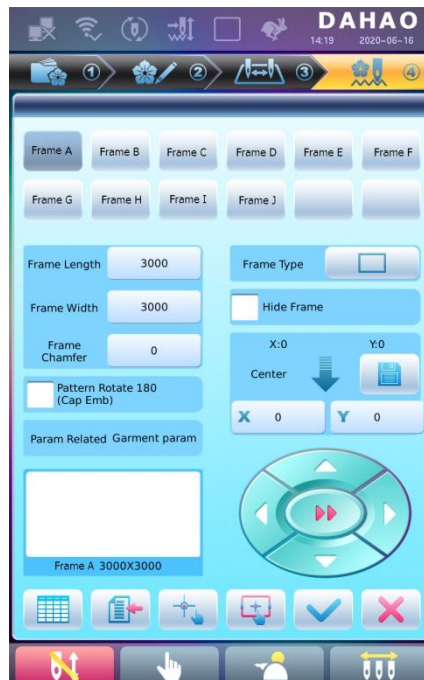 DAHAO
14:19 2020-06-16
1 2 3 4
Frame A Frame B Frame C Frame D Frame E Frame F
Frame G Frame H Frame I Frame J
Frame Length 3000
Frame Width 3000
Frame
Chamfer
0
Pattern Rotate 180
(Cap Emb)
Param Related Garment param
Frame A 3000X3000
Frame Type
Hide Frame
X:0 Y:0
Center
X 0 Y 0